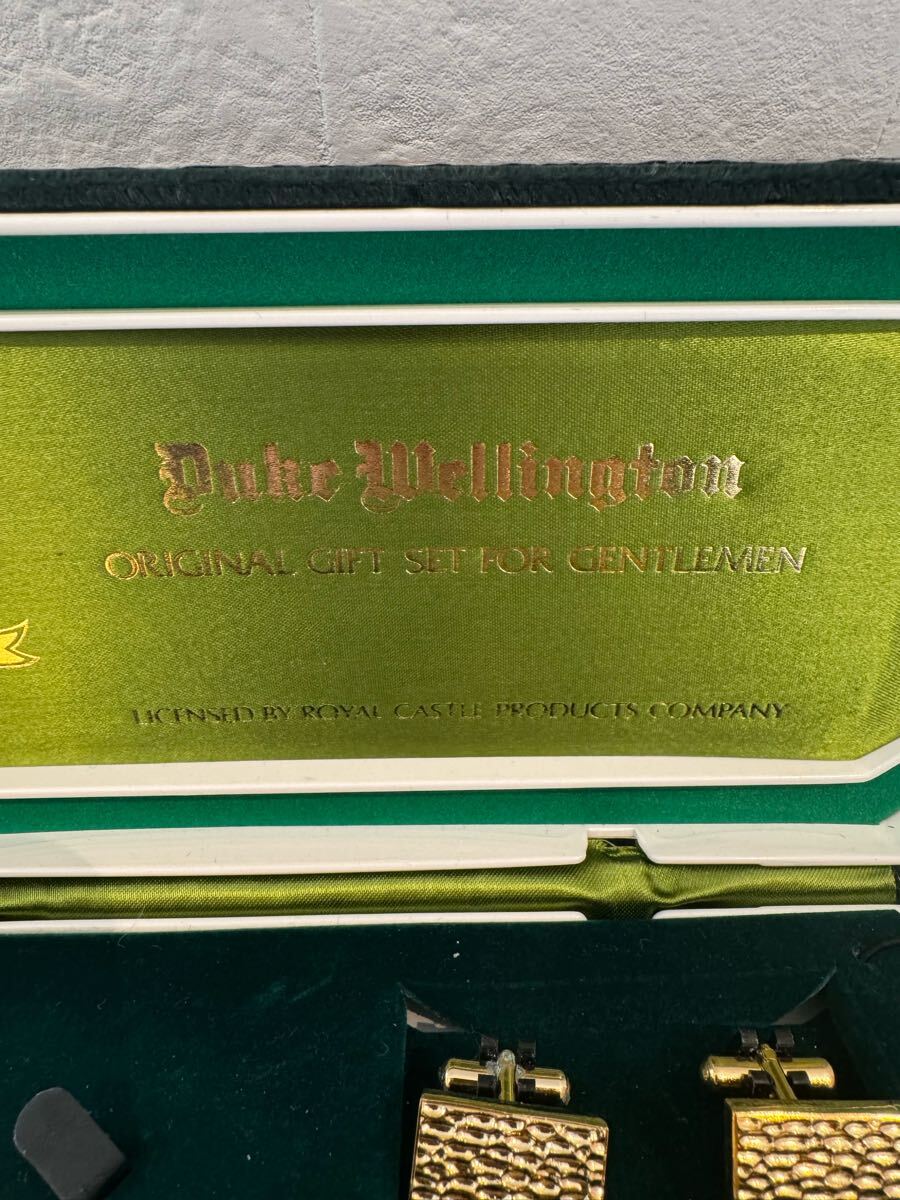 Duke Wellington
ORIGINAL GIFT SET FOR GENTLEMEN
LICENSED BY ROYAL CASTLE PRODUCTS COMPANY